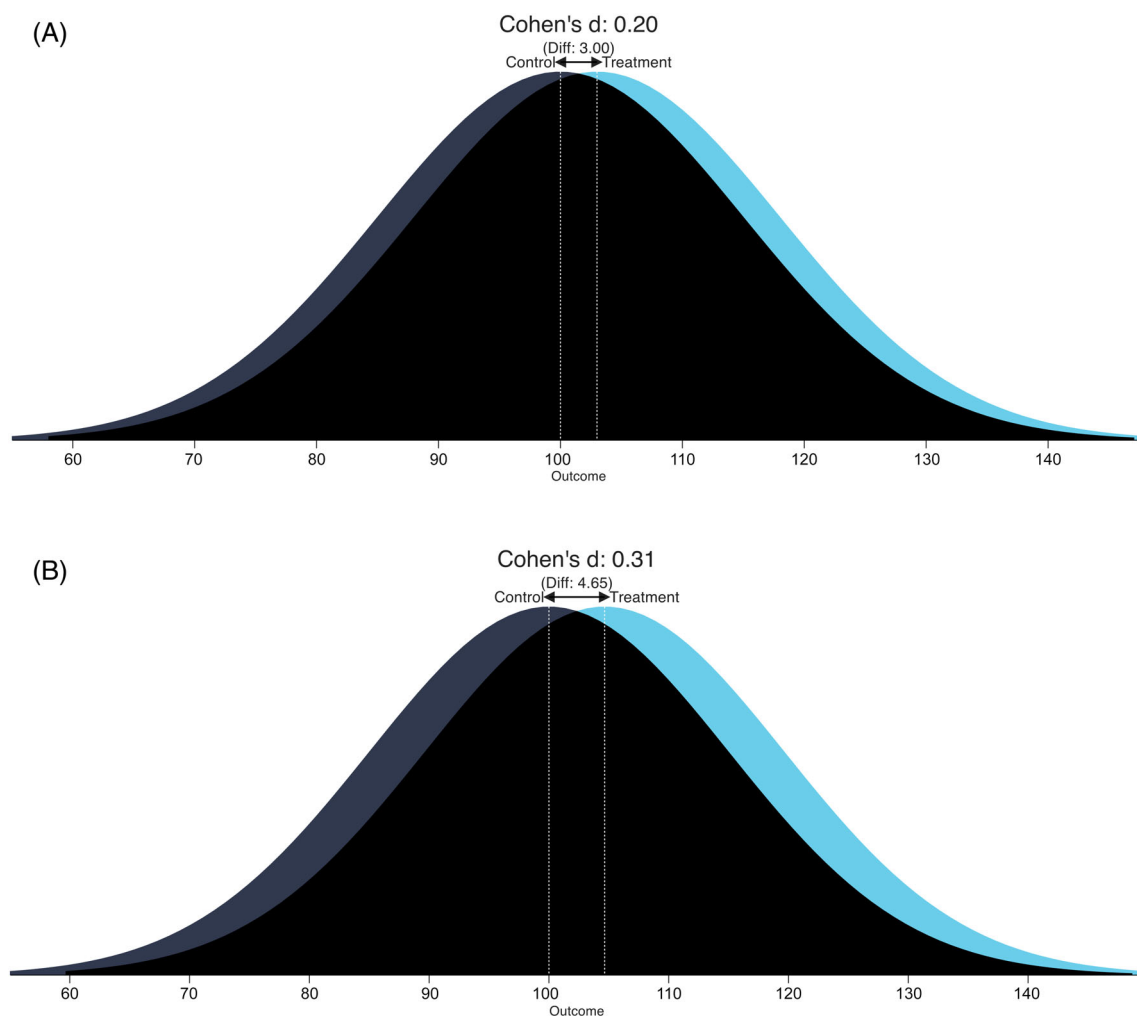 (A)
Cohen's d: 0.20
(Diff: 3.00)
Control Treatment
60 70 80 90 100 110 120 130 140
Outcome
(B)
Cohen's d: 0.31
(Diff: 4.65)
Control Treatment
60 70 80 90 100 110 120 130 140
Outcome